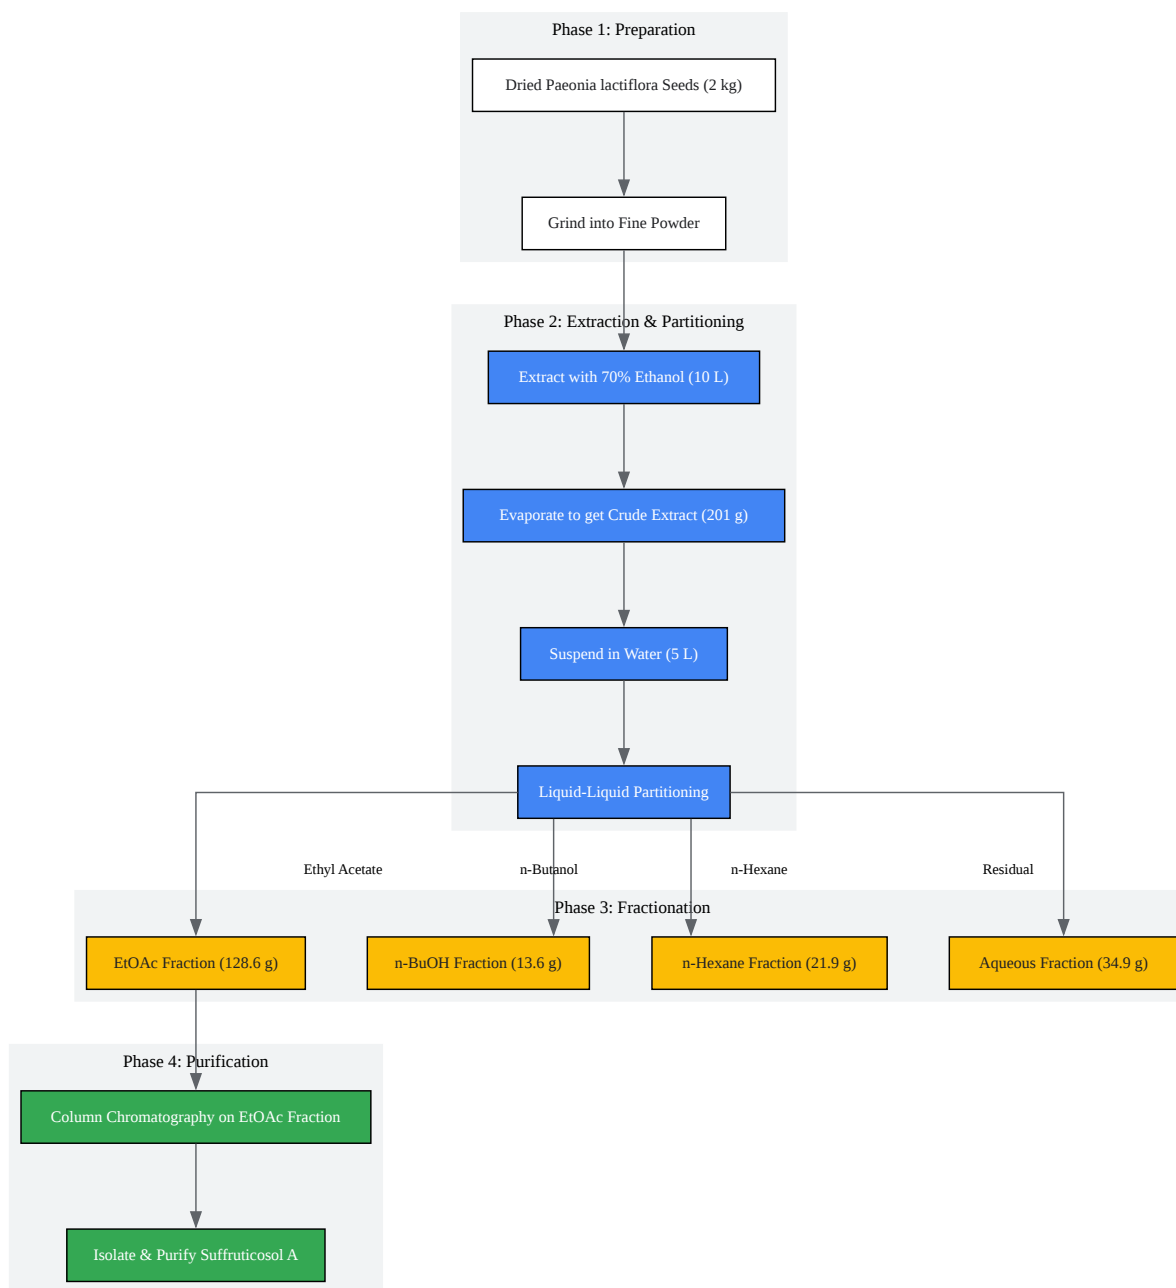 Phase 1: Preparation
Dried Paeonia lactiflora Seeds (2 kg)
Grind into Fine Powder
Phase 2: Extraction & Partitioning
Extract with 70% Ethanol (10 L)
Evaporate to get Crude Extract (201 g)
Suspend in Water (5 L)
Liquid-Liquid Partitioning
Ethyl Acetate
n-Butanol
n-Hexane
Residual
Phase 3: Fractionation
EtOAc Fraction (128.6 g)
n-BuOH Fraction (13.6 g)
n-Hexane Fraction (21.9 g)
Aqueous Fraction (34.9 g)
Phase 4: Purification
Column Chromatography on EtOAc Fraction
Isolate & Purify Suffruticosol A